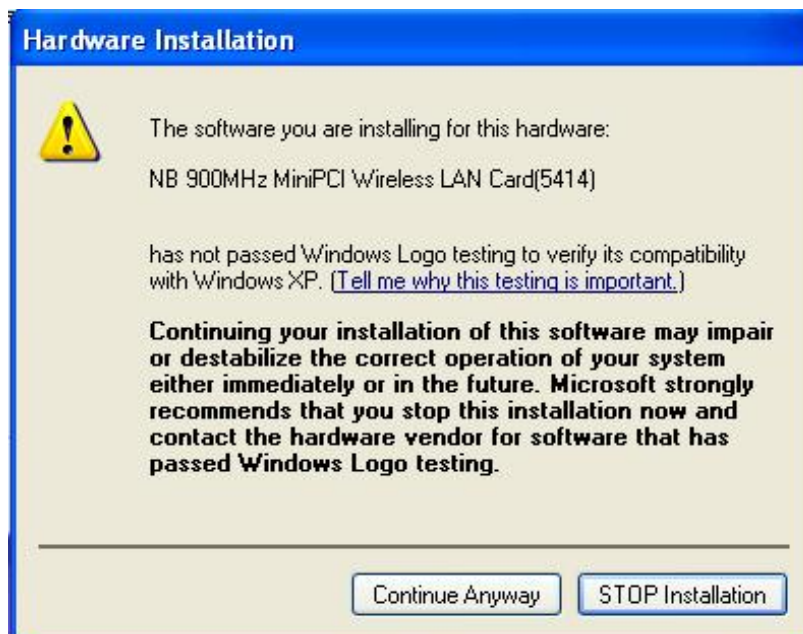 Hardware Installation
The software you are installing for this hardware:
NB 900MHz MiniPCI Wireless LAN Card(5414)
has not passed Windows Logo testing to verify its compatibility
with Windows XP. (Tell me why this testing is important.)
Continuing your installation of this software may impair
or destabilize the correct operation of your system
either immediately or in the future. Microsoft strongly
recommends that you stop this installation now and
contact the hardware vendor for software that has
passed Windows Logo testing.
Continue Anyway
STOP Installation